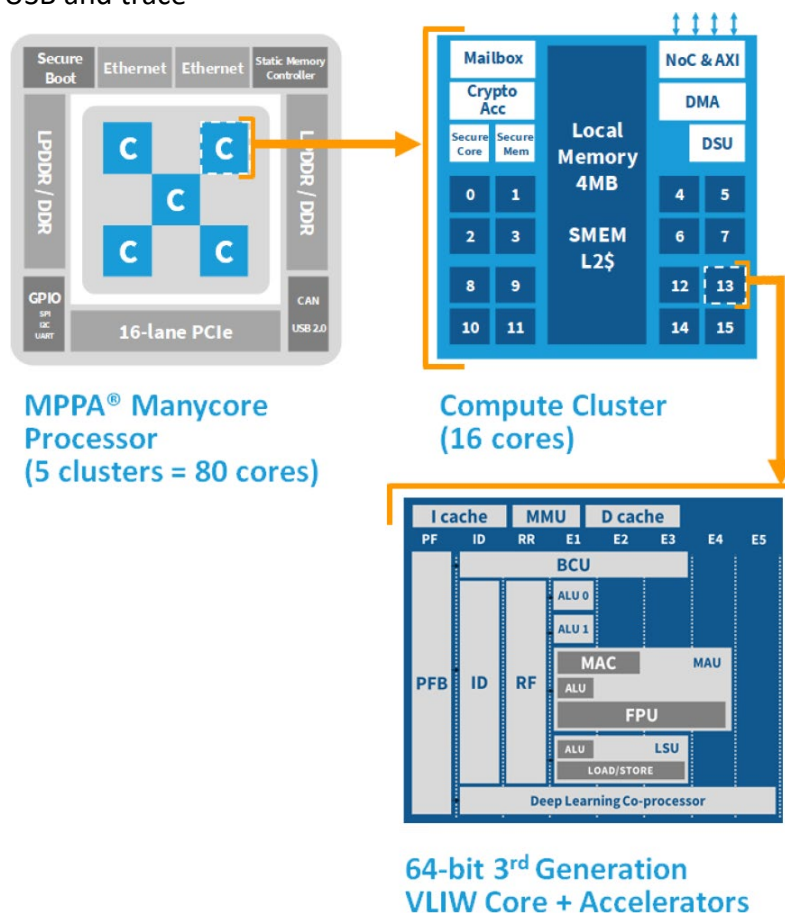 USB and trace
Secure
Boot
Ethernet
Ethernet
Static Memory
Controller
LPDDR / DDR
C
C
C
C
C
LPDDR / DDR
GPIO
SPI
I2C
UART
16-lane PCIe
CAN
USB 2.0
MPPA® Manycore
Processor
(5 clusters = 80 cores)
Mailbox
Crypto
Acc
Secure
Core
Secure
Mem
Local
Memory
4MB
SMEM
L2$
NoC & AXI
DMA
DSU
0 1
2 3
8 9
10 11
4 5
6 7
12 13
14 15
Compute Cluster
(16 cores)
I cache MMU D cache
PF ID RR E1 E2 E3 E4 E5
BCU
ALU 0
ALU 1
PFB ID RF
MAC MAU
ALU
FPU
ALU LSU
LOAD/STORE
Deep Learning Co-processor
64-bit 3rd Generation
VLIW Core + Accelerators